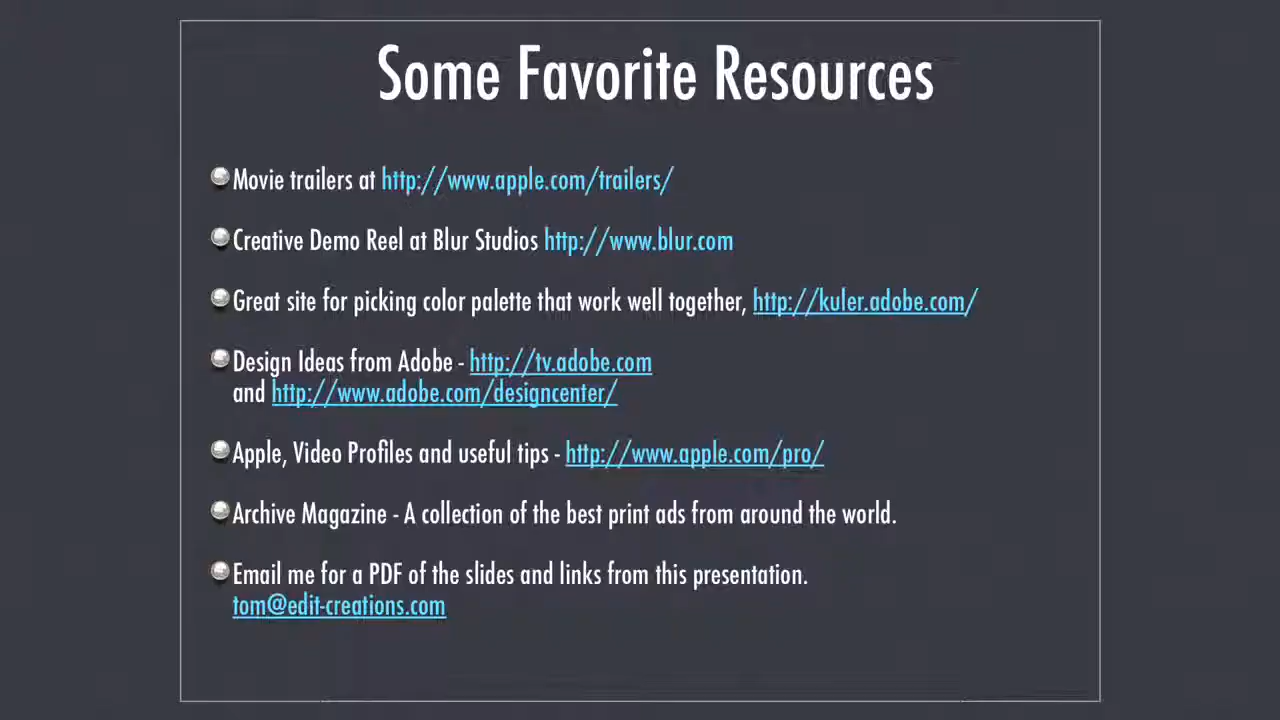 Some Favorite Resources
Movie trailers at http://www.apple.com/trailers/
Creative Demo Reel at Blur Studios http://www.blur.com
Great site for picking color palette that work well together, http://kuler.adobe.com/
Design Ideas from Adobe - http://tv.adobe.com
and http://www.adobe.com/designcenter/
Apple, Video Profiles and useful tips - http://www.apple.com/pro/
Archive Magazine - A collection of the best print ads from around the world.
Email me for a PDF of the slides and links from this presentation.
tom@edit-creations.com